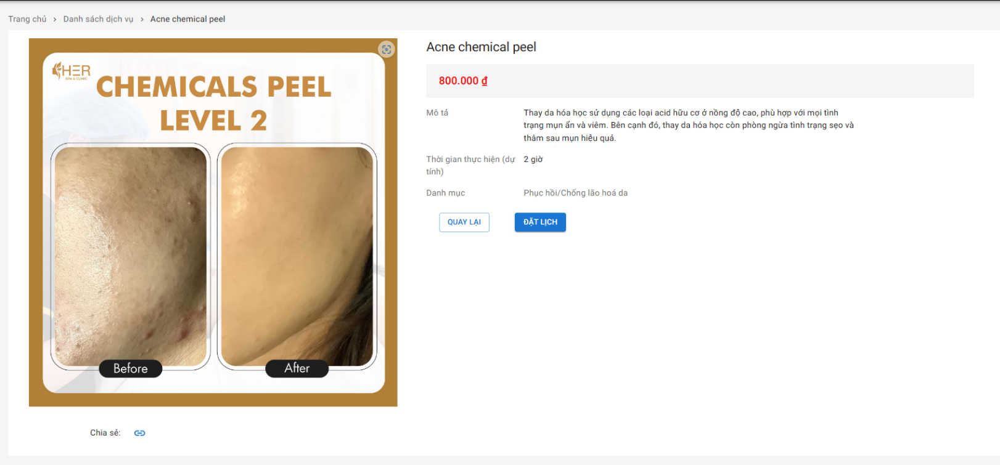 Trang chủ › Danh sách dịch vụ › Acne chemical peel
HER
SPA & CLINIC
CHEMICALS PEEL
LEVEL 2
Before
After
Chia sẻ:
Acne chemical peel
800.000 ₫
Mô tả
Thay da hóa học sử dụng các loại acid hữu cơ ở nồng độ cao, phù hợp với mọi tình
trạng mụn ẩn và viêm. Bên cạnh đó, thay da hóa học còn phòng ngừa tình trạng sẹo và
thâm sau mụn hiệu quả.
Thời gian thực hiện (dự
tính)
2 giờ
Danh mục
Phục hồi/Chống lão hoá da
QUAY LẠI
ĐẶT LỊCH